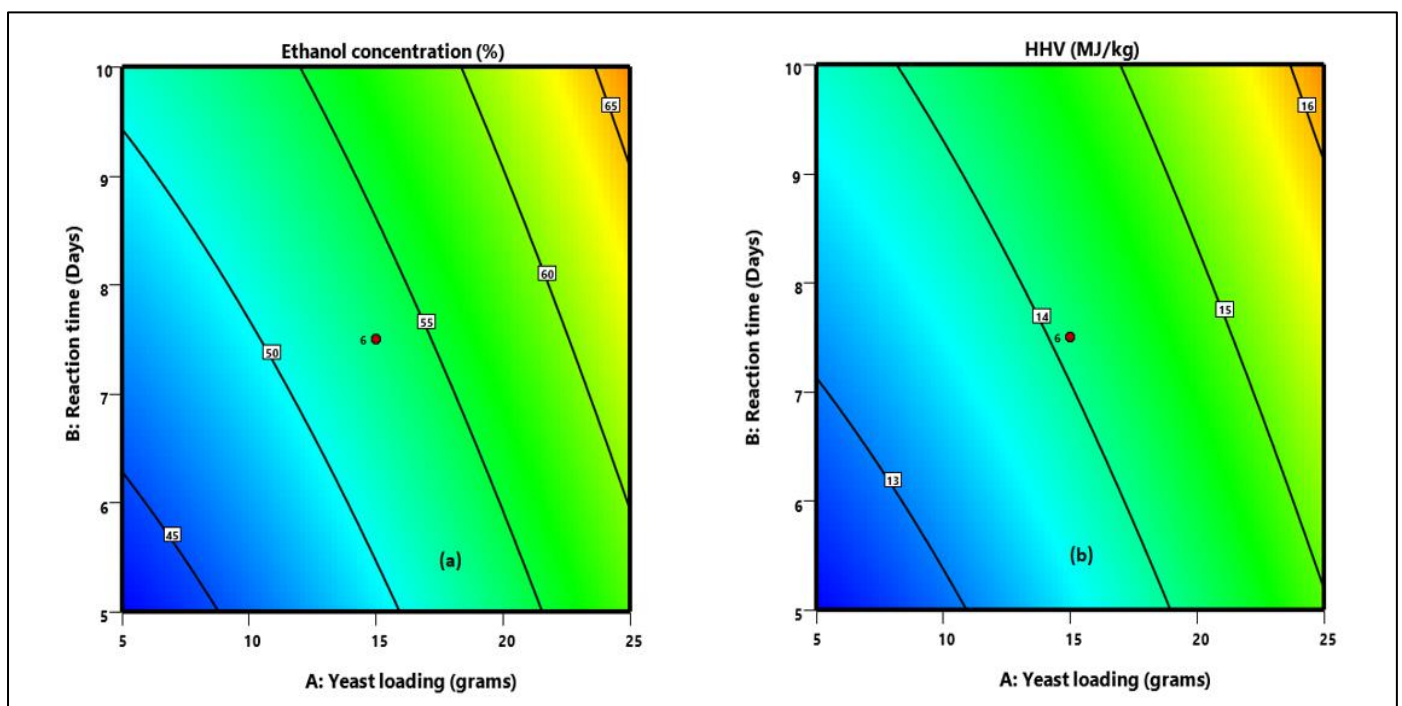 Ethanol concentration (%)
10
9
8
7
6
5
B: Reaction time (Days)
65
60
55
50
45
6
(a)
5 10 15 20 25
A: Yeast loading (grams)
HHV (MJ/kg)
10
9
8
7
6
5
B: Reaction time (Days)
16
15
14
13
6
(b)
5 10 15 20 25
A: Yeast loading (grams)